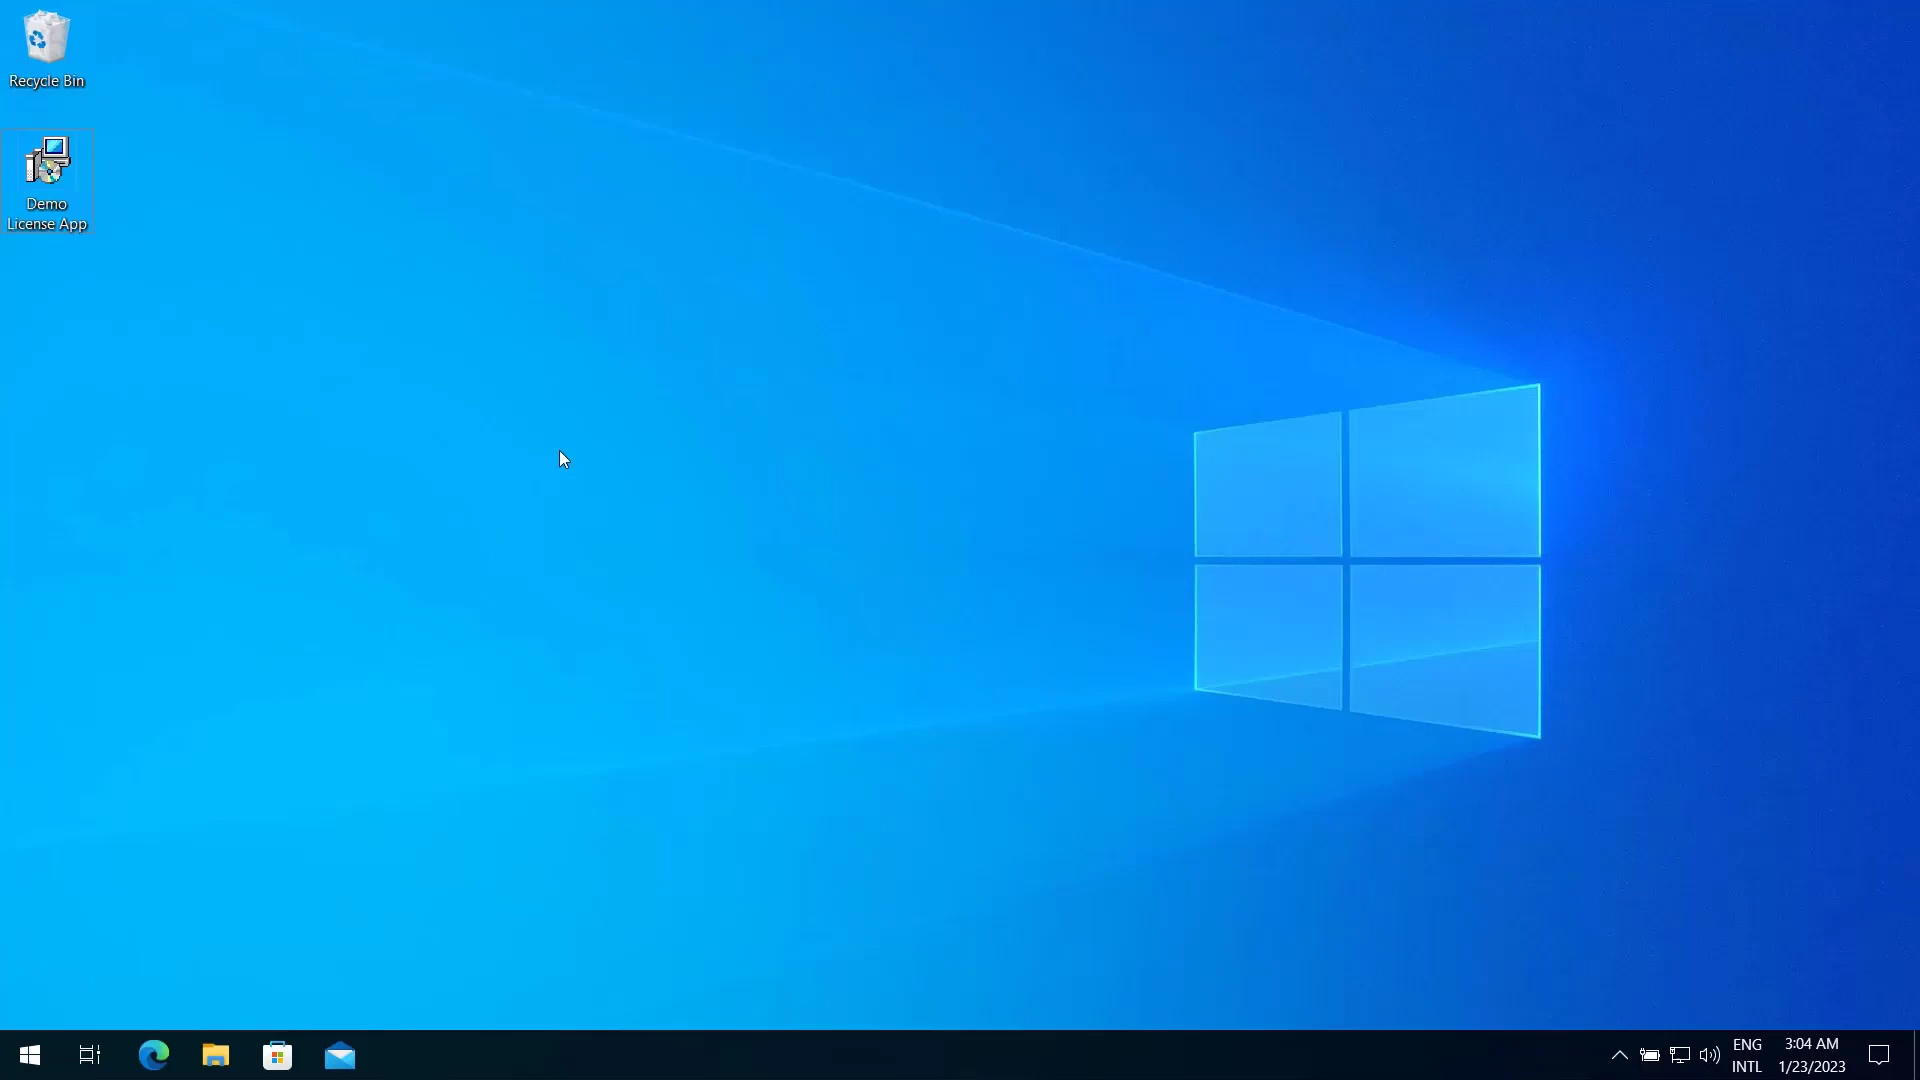 Recycle Bin
Demo
License App
ENG
INTL
3:04 AM
1/23/2023